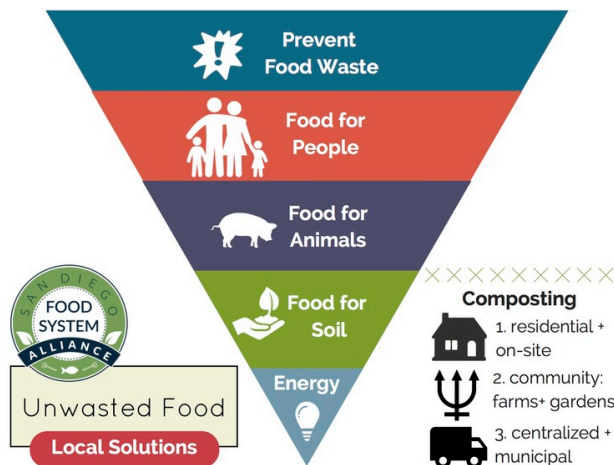 Prevent
Food Waste
Food for
People
Food for
Animals
Food for
Soil
Energy
SAN DIEGO
FOOD
SYSTEM
ALLIANCE
Unwasted Food
Local Solutions
Composting
1. residential +
on-site
2. community:
farms+ gardens
3. centralized +
municipal